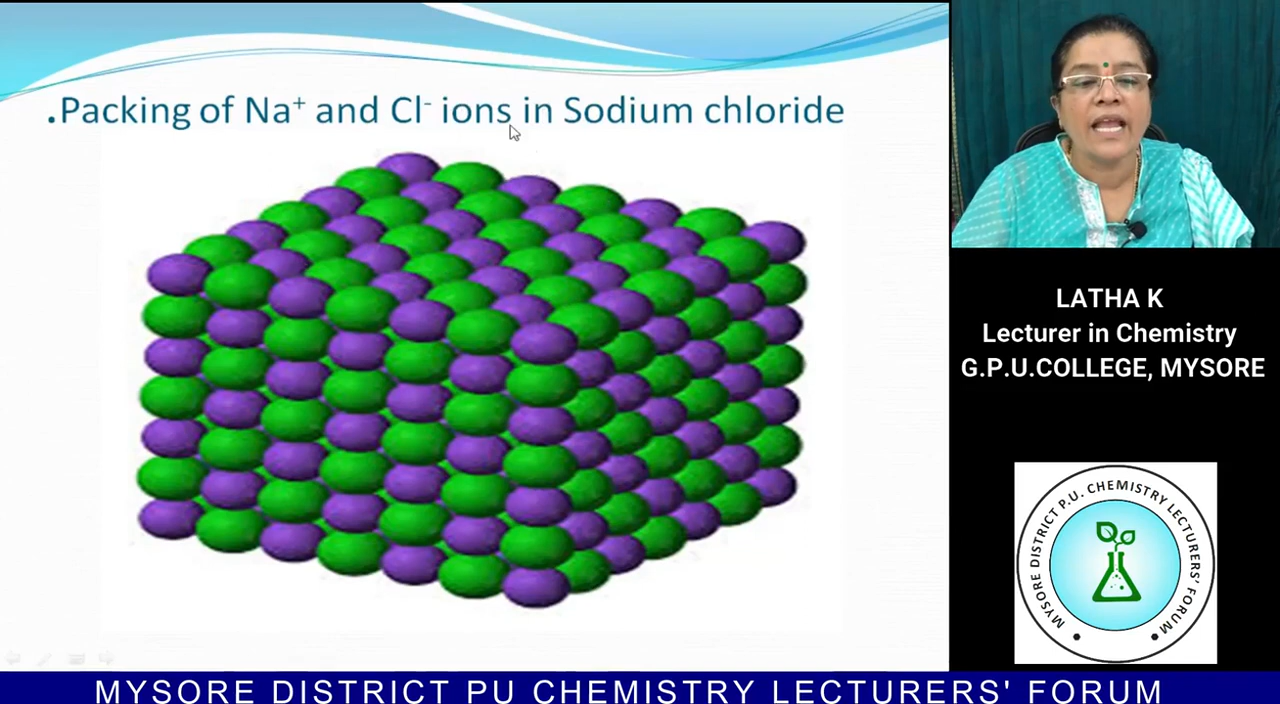 .Packing of Na⁺ and Cl⁻ ions in Sodium chloride
LATHA K
Lecturer in Chemistry
G.P.U.COLLEGE, MYSORE
MYSORE DISTRICT P.U. CHEMISTRY LECTURERS' FORUM
MYSORE DISTRICT PU CHEMISTRY LECTURERS' FORUM